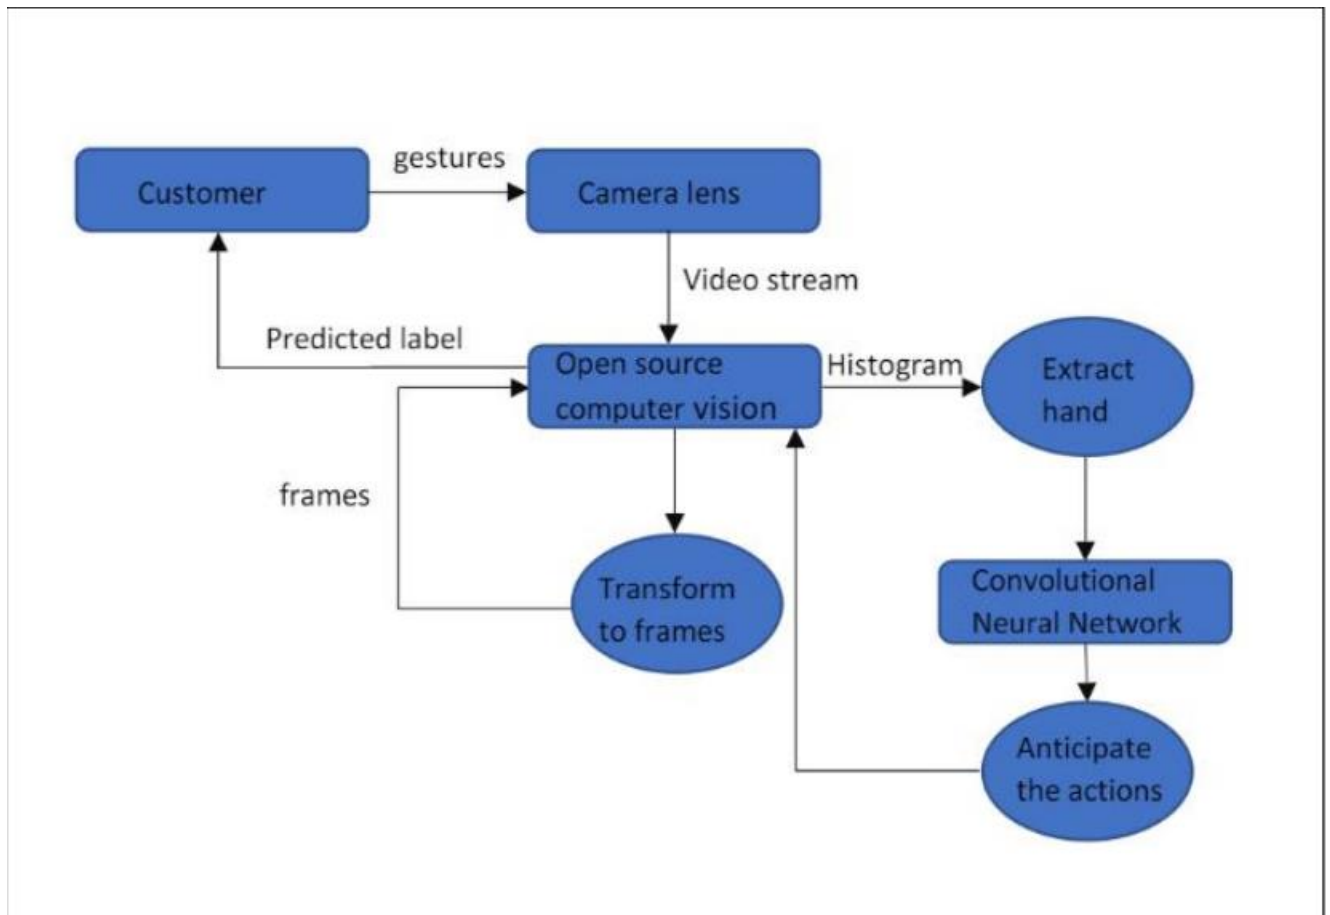 gestures
Customer
Camera lens
Video stream
Predicted label
Open source
computer vision
Histogram
Extract
hand
frames
Transform
to frames
Convolutional
Neural Network
Anticipate
the actions